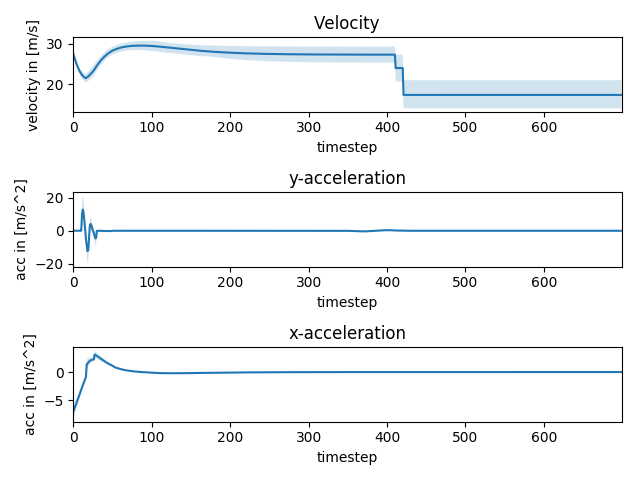 Velocity
velocity in [m/s]
30
20
0 100 200 300 400 500 600
timestep
y-acceleration
acc in [m/s^2]
20
0
−20
0 100 200 300 400 500 600
timestep
x-acceleration
acc in [m/s^2]
0
−5
0 100 200 300 400 500 600
timestep